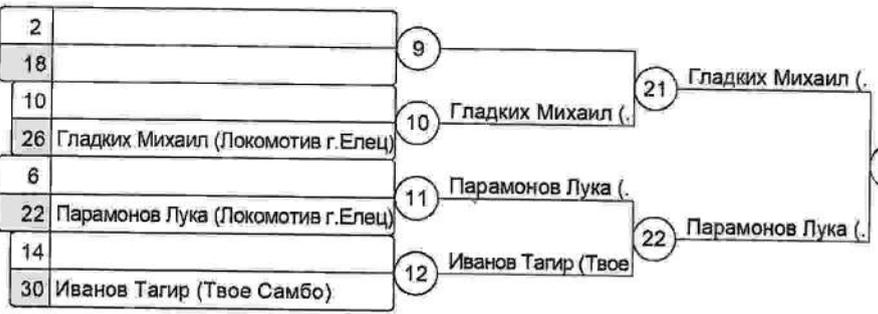 2
18
9
10
26 Гладких Михаил (Локомотив г.Елец)
10
Гладких Михаил (.
21
Гладких Михаил (.
6
22 Парамонов Лука (Локомотив г.Елец)
11
Парамонов Лука (.
14
30 Иванов Тагир (Твое Самбо)
12
Иванов Тагир (Твое
22
Парамонов Лука (.